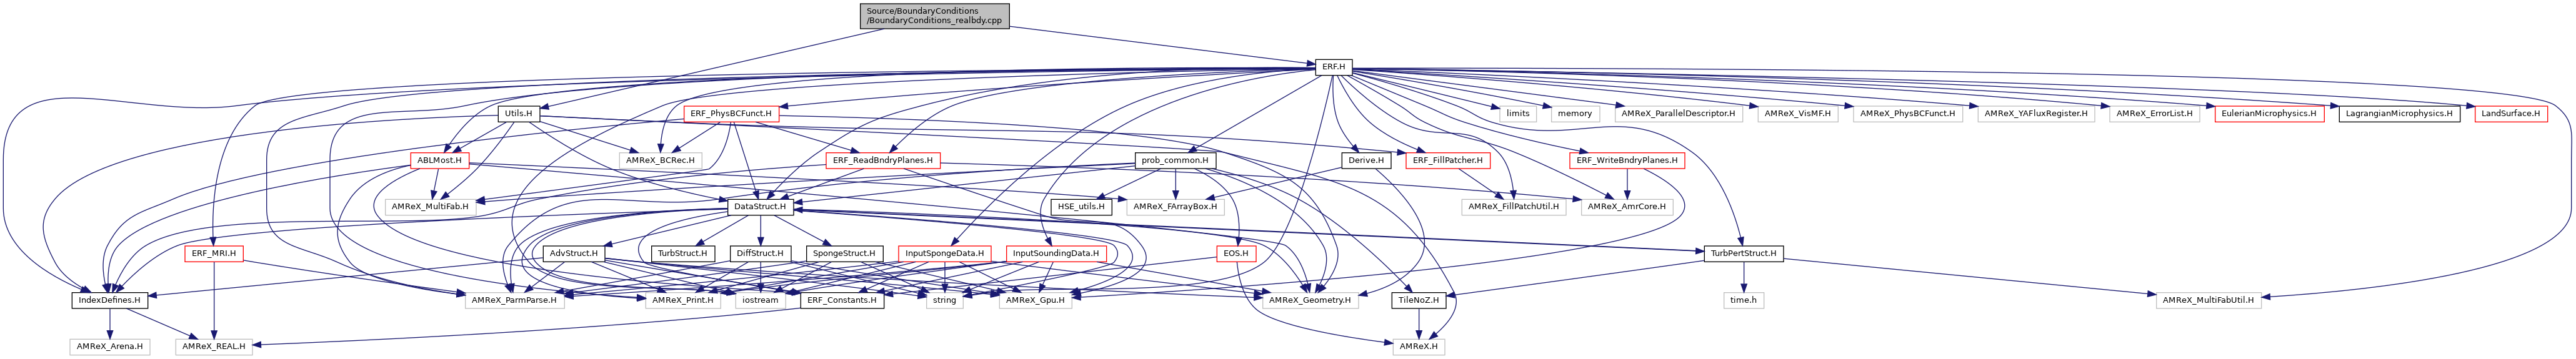 Source/BoundaryConditions
/BoundaryConditions_realbdy.cpp
ERF.H
Utils.H
ERF_PhysBCFunct.H
limits
memory
AMReX_ParallelDescriptor.H
AMReX_VisMF.H
AMReX_PhysBCFunct.H
AMReX_YAFluxRegister.H
AMReX_ErrorList.H
EulerianMicrophysics.H
LagrangianMicrophysics.H
LandSurface.H
ABLMost.H
AMReX_BCRec.H
ERF_ReadBndryPlanes.H
prob_common.H
Derive.H
ERF_FillPatcher.H
ERF_WriteBndryPlanes.H
AMReX_MultiFab.H
DataStruct.H
HSE_utils.H
AMReX_FArrayBox.H
AMReX_FillPatchUtil.H
AMReX_AmrCore.H
ERF_MRI.H
AdvStruct.H
TurbStruct.H
DiffStruct.H
SpongeStruct.H
InputSpongeData.H
InputSoundingData.H
EOS.H
TurbPertStruct.H
IndexDefines.H
AMReX_ParmParse.H
AMReX_Print.H
iostream
ERF_Constants.H
string
AMReX_Gpu.H
AMReX_Geometry.H
TileNoZ.H
time.h
AMReX_MultiFabUtil.H
AMReX_Arena.H
AMReX_REAL.H
AMReX.H